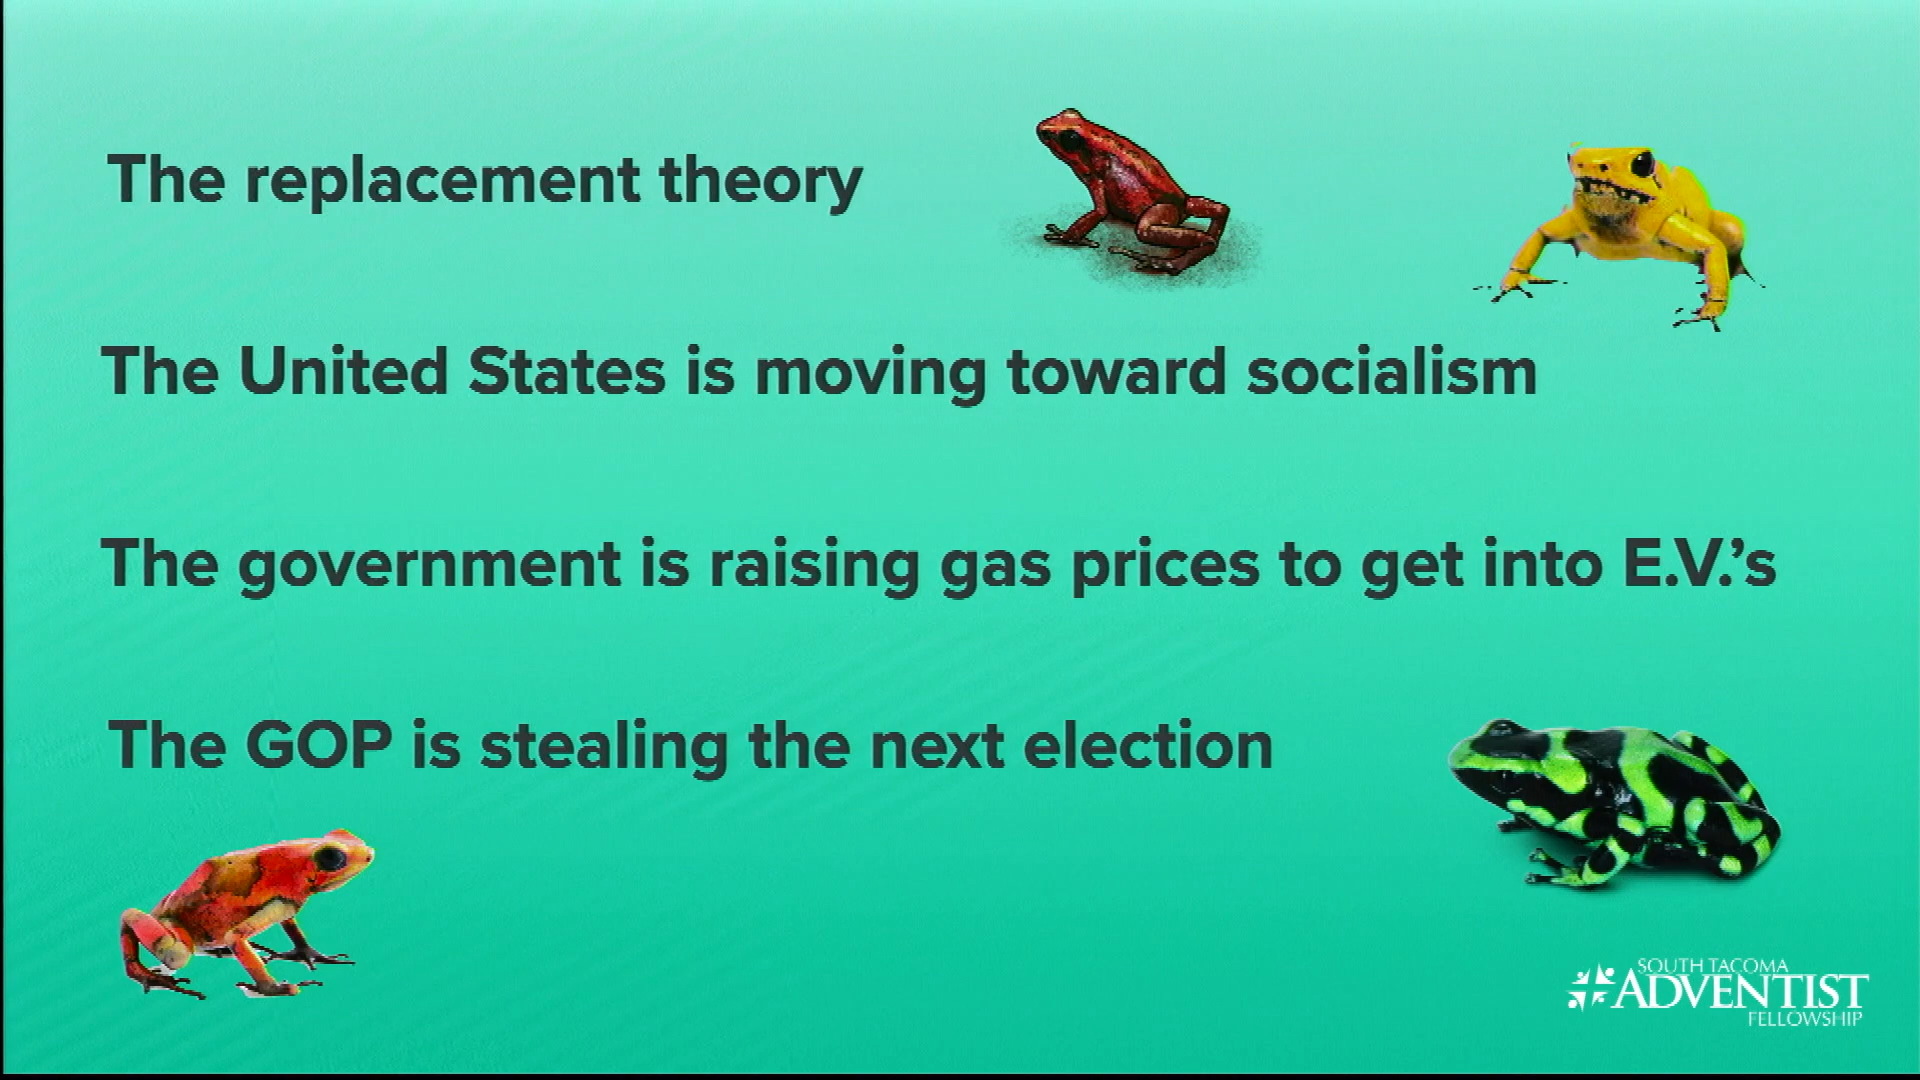 The replacement theory
The United States is moving toward socialism
The government is raising gas prices to get into E.V.’s
The GOP is stealing the next election
SOUTH TACOMA
ADVENTIST
FELLOWSHIP